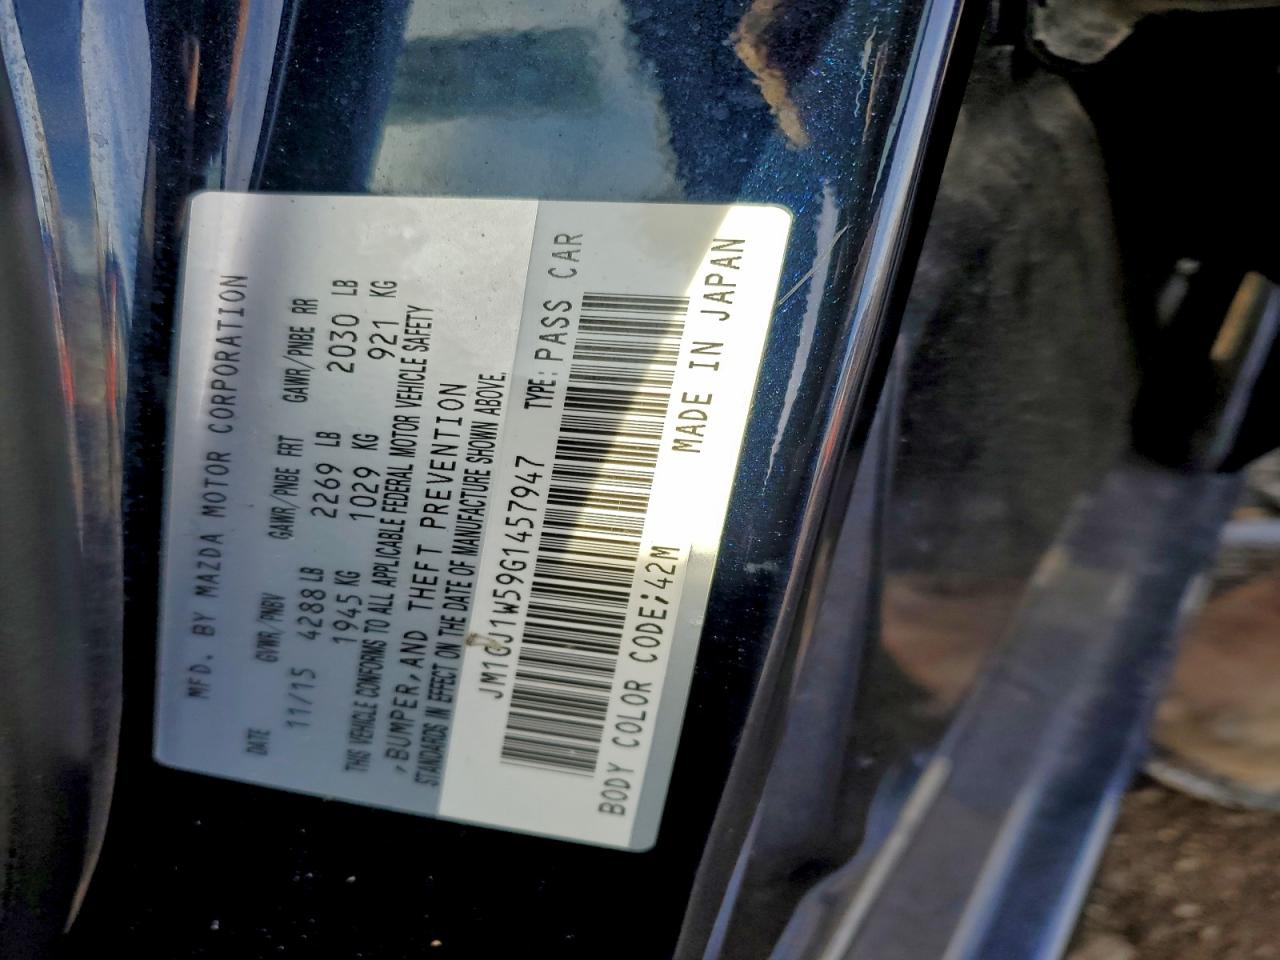 MFD. BY MAZDA MOTOR CORPORATION
DATE GVWR/PNBV GAWR/PNBE FRT GAWR/PNBE RR
11/15 4288 LB 2269 LB 2030 LB
1945 KG 1029 KG 921 KG
THIS VEHICLE CONFORMS TO ALL APPLICABLE FEDERAL MOTOR VEHICLE SAFETY
,BUMPER,AND THEFT PREVENTION
STANDARDS IN EFFECT ON THE DATE OF MANUFACTURE SHOWN ABOVE.
JM1GJ1W59G1457947 TYPE: PASS CAR
BODY COLOR CODE;42M MADE IN JAPAN